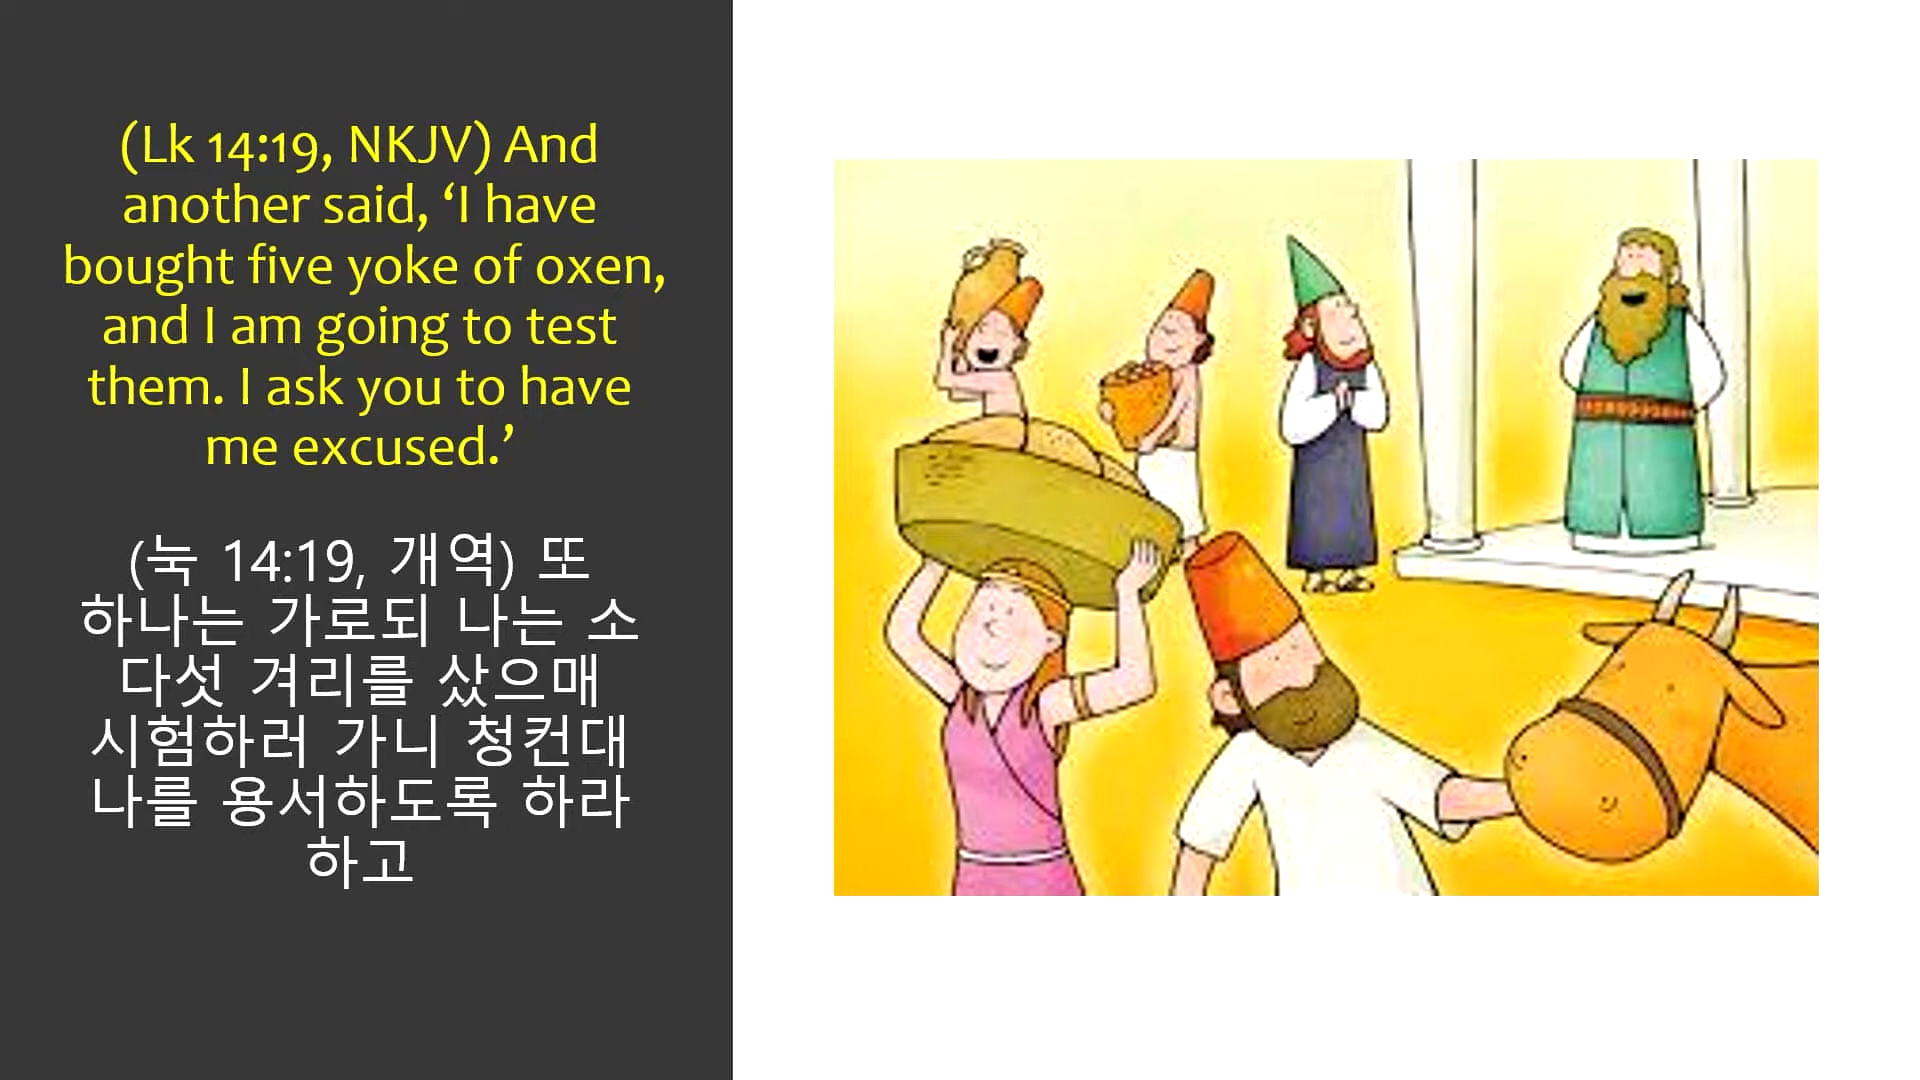 (Lk 14:19, NKJV) And
another said, ‘I have
bought five yoke of oxen,
and I am going to test
them. I ask you to have
me excused.’
(눅 14:19, 개역) 또
하나는 가로되 나는 소
다섯 겨리를 샀으매
시험하러 가니 청컨대
나를 용서하도록 하라
하고